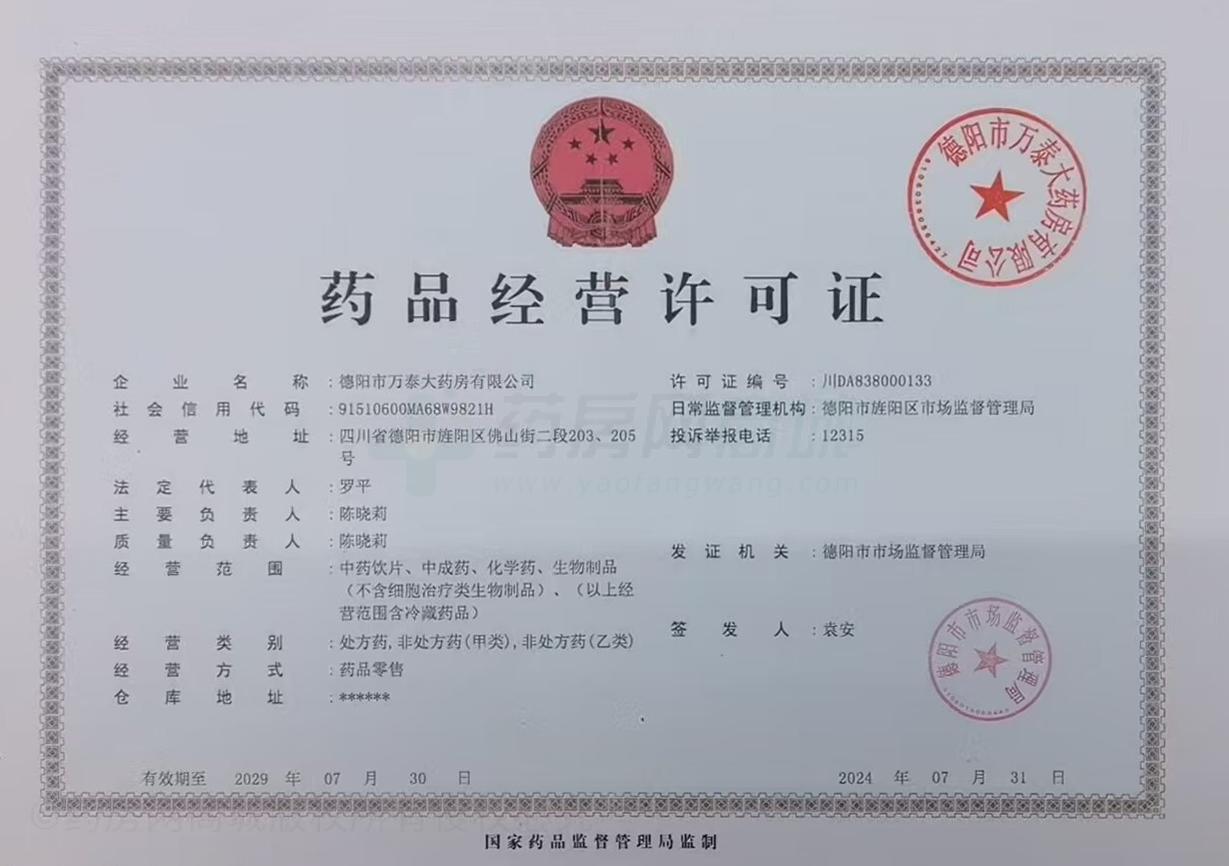 德阳市万泰大药房有限公司
药品经营许可证
企业名称：德阳市万泰大药房有限公司
社会信用代码：91510600MA68W9821H
经营地址：四川省德阳市旌阳区佛山街二段203、205
号
法定代表人：罗平
主要负责人：陈晓莉
质量负责人：陈晓莉
经营范围：中药饮片、中成药、化学药、生物制品
（不含细胞治疗类生物制品）、（以上经
营范围含冷藏药品）
经营类别：处方药,非处方药(甲类),非处方药(乙类)
经营方式：药品零售
仓库地址：******
许可证编号：川DA838000133
日常监督管理机构：德阳市旌阳区市场监督管理局
投诉举报电话：12315
药房网商城
www.yaofangwang.com
发证机关：德阳市市场监督管理局
签发人：袁安
德阳市市场监督管理局
有效期至 2029 年 07 月 30 日
2024 年 07 月 31 日
国家药品监督管理局监制